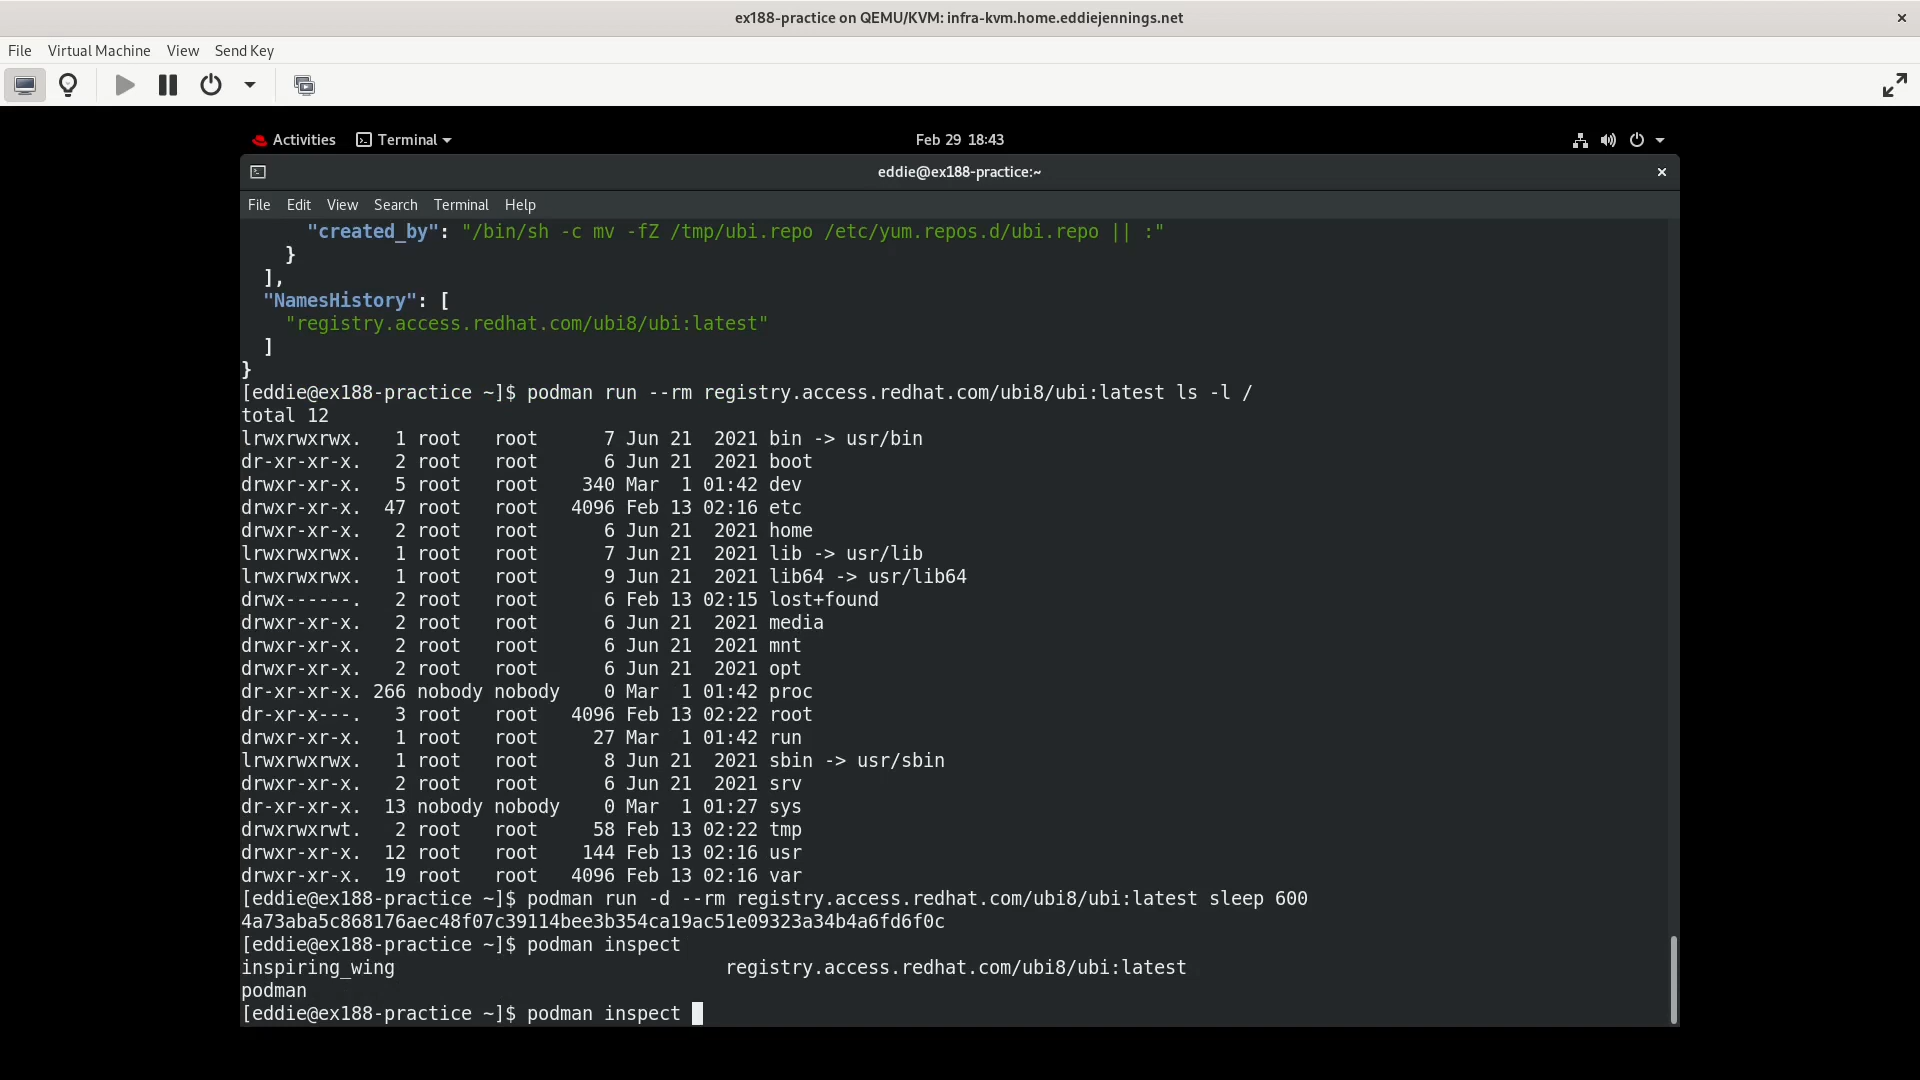 ex188-practice on QEMU/KVM: infra-kvm.home.eddiejennings.net
File Virtual Machine View Send Key
Activities Terminal Feb 29 18:43
eddie@ex188-practice:~
File Edit View Search Terminal Help
      "created_by": "/bin/sh -c mv -fZ /tmp/ubi.repo /etc/yum.repos.d/ubi.repo || :"
    }
  ],
  "NamesHistory": [
    "registry.access.redhat.com/ubi8/ubi:latest"
  ]
}
[eddie@ex188-practice ~]$ podman run --rm registry.access.redhat.com/ubi8/ubi:latest ls -l /
total 12
lrwxrwxrwx.   1 root   root      7 Jun 21  2021 bin -> usr/bin
dr-xr-xr-x.   2 root   root      6 Jun 21  2021 boot
drwxr-xr-x.   5 root   root    340 Mar  1 01:42 dev
drwxr-xr-x.  47 root   root   4096 Feb 13 02:16 etc
drwxr-xr-x.   2 root   root      6 Jun 21  2021 home
lrwxrwxrwx.   1 root   root      7 Jun 21  2021 lib -> usr/lib
lrwxrwxrwx.   1 root   root      9 Jun 21  2021 lib64 -> usr/lib64
drwx------.   2 root   root      6 Feb 13 02:15 lost+found
drwxr-xr-x.   2 root   root      6 Jun 21  2021 media
drwxr-xr-x.   2 root   root      6 Jun 21  2021 mnt
drwxr-xr-x.   2 root   root      6 Jun 21  2021 opt
dr-xr-xr-x. 266 nobody nobody    0 Mar  1 01:42 proc
dr-xr-x---.   3 root   root   4096 Feb 13 02:22 root
drwxr-xr-x.   1 root   root     27 Mar  1 01:42 run
lrwxrwxrwx.   1 root   root      8 Jun 21  2021 sbin -> usr/sbin
drwxr-xr-x.   2 root   root      6 Jun 21  2021 srv
dr-xr-xr-x.  13 nobody nobody    0 Mar  1 01:27 sys
drwxrwxrwt.   2 root   root     58 Feb 13 02:22 tmp
drwxr-xr-x.  12 root   root    144 Feb 13 02:16 usr
drwxr-xr-x.  19 root   root   4096 Feb 13 02:16 var
[eddie@ex188-practice ~]$ podman run -d --rm registry.access.redhat.com/ubi8/ubi:latest sleep 600
4a73aba5c868176aec48f07c39114bee3b354ca19ac51e09323a34b4a6fd6f0c
[eddie@ex188-practice ~]$ podman inspect
inspiring_wing                              registry.access.redhat.com/ubi8/ubi:latest
podman
[eddie@ex188-practice ~]$ podman inspect